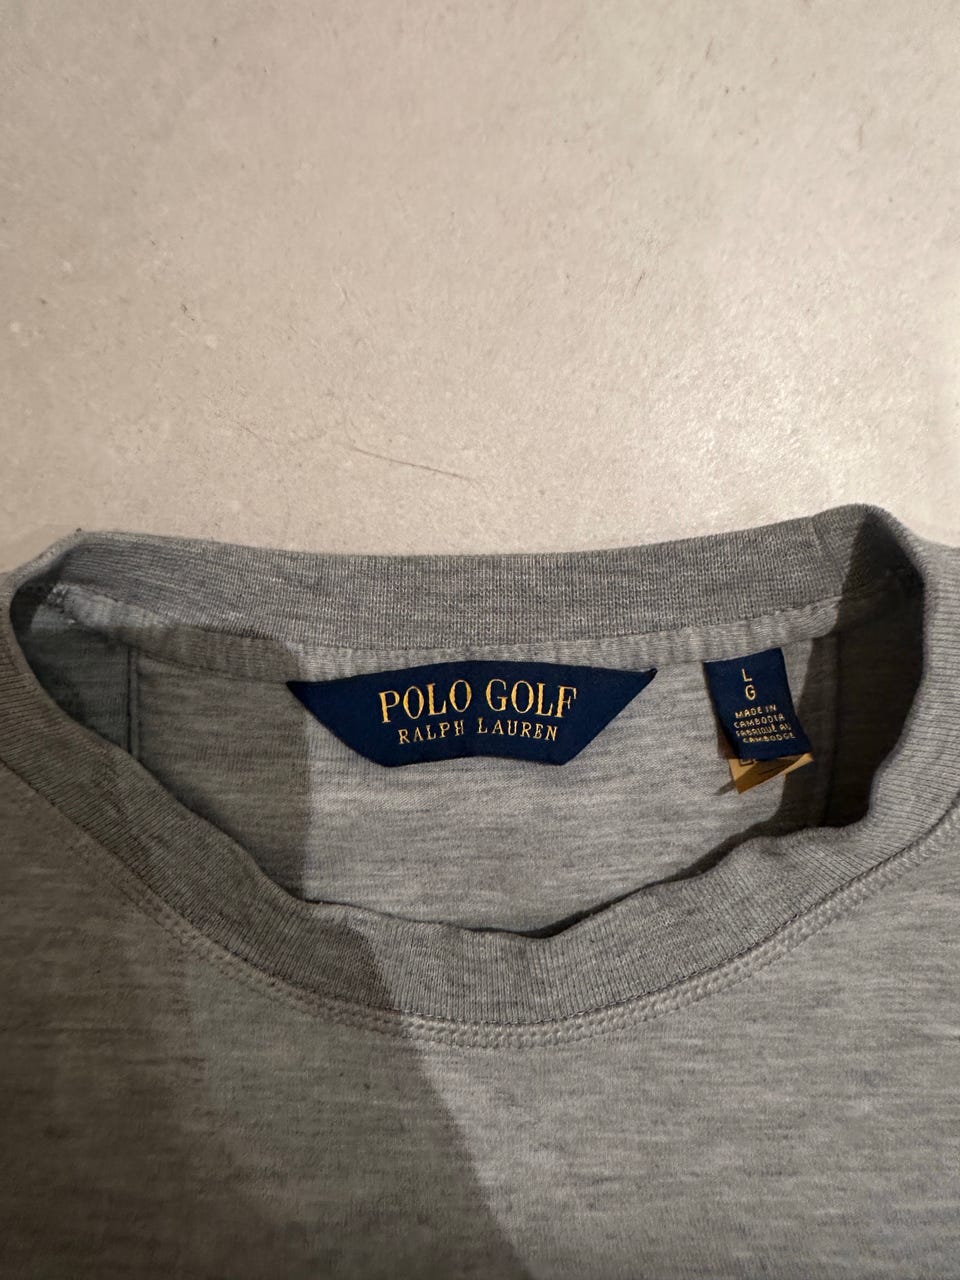 POLO GOLF
RALPH LAUREN
L
G
MADE IN
CAMBODIA
FABRIQUÉ AU
CAMBODGE